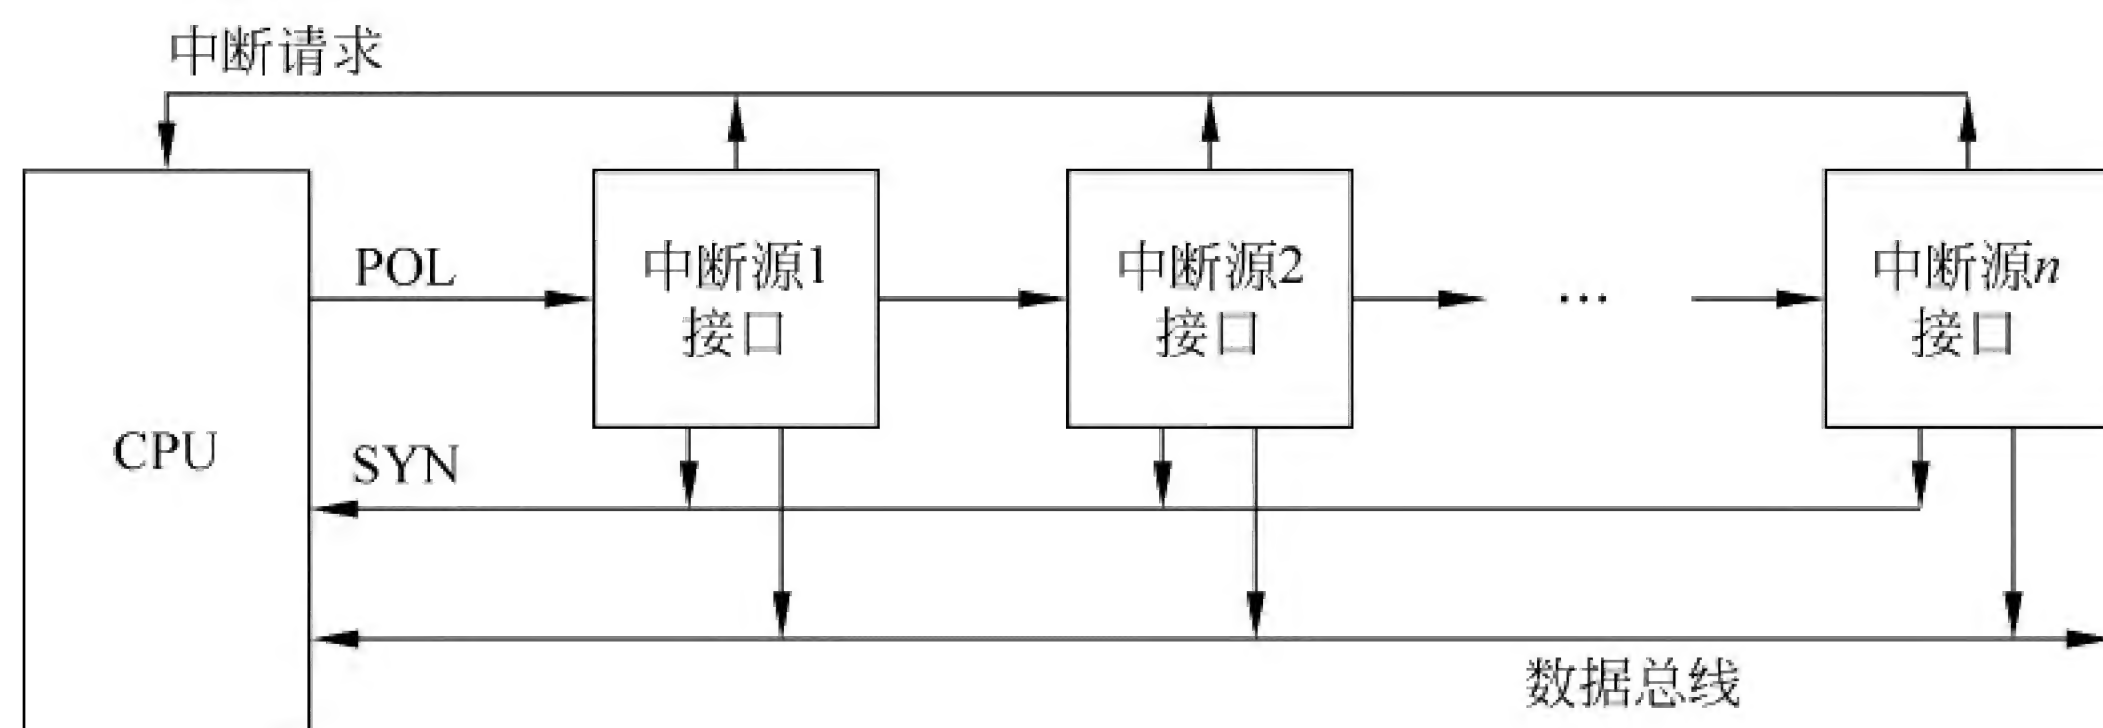 中断请求
POL
中断源1
接口
中断源2
接口
…
中断源n
接口
CPU
SYN
数据总线